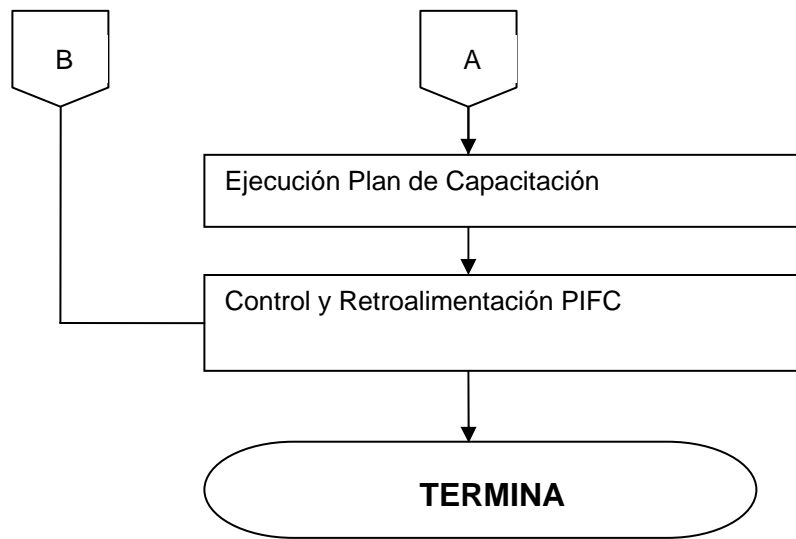 B
A
Ejecución Plan de Capacitación
Control y Retroalimentación PIFC
TERMINA